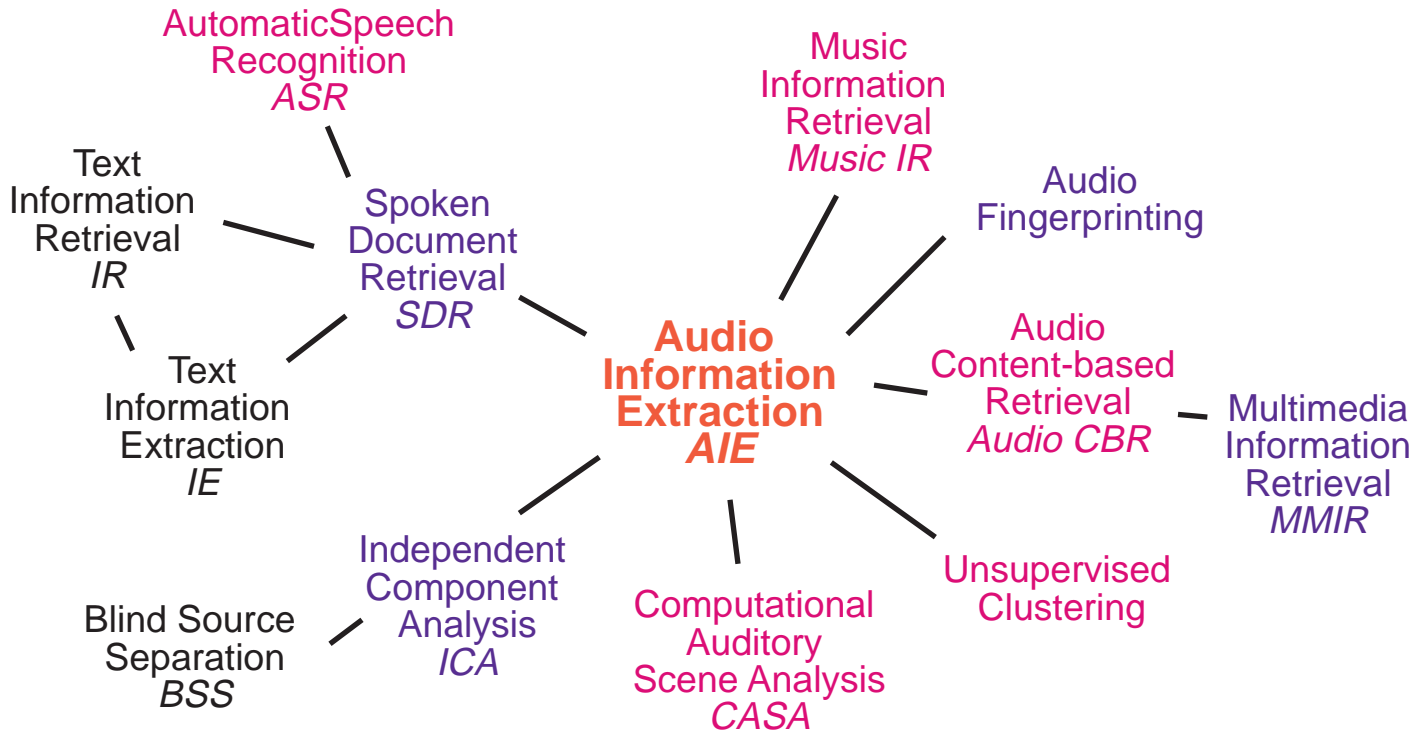 AutomaticSpeech
Recognition
ASR
Music
Information
Retrieval
Music IR
Text
Information
Retrieval
IR
Spoken
Document
Retrieval
SDR
Audio
Fingerprinting
Audio
Information
Extraction
AIE
Audio
Content-based
Retrieval
Audio CBR
Text
Information
Extraction
IE
Multimedia
Information
Retrieval
MMIR
Independent
Component
Analysis
ICA
Unsupervised
Clustering
Computational
Auditory
Scene Analysis
CASA
Blind Source
Separation
BSS